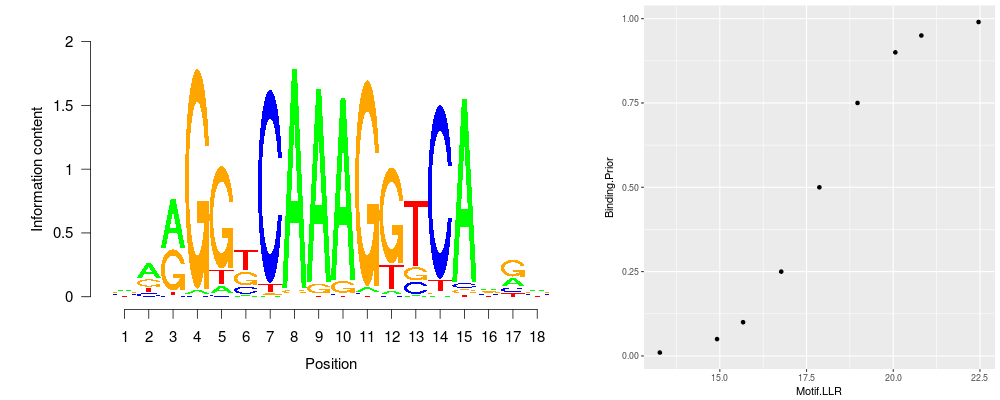 2
1.5
1
0.5
0
Information content
1 2 3 4 5 6 7 8 9 10 11 12 13 14 15 16 17 18
Position
1.00
0.75
0.50
0.25
0.00
Binding.Prior
15.0 17.5 20.0 22.5
Motif.LLR
A
A
G
G
G
T
A
T
G
C
C
T
A
A
G
A
G
G
G
T
T
G
C
C
T
A
G
A